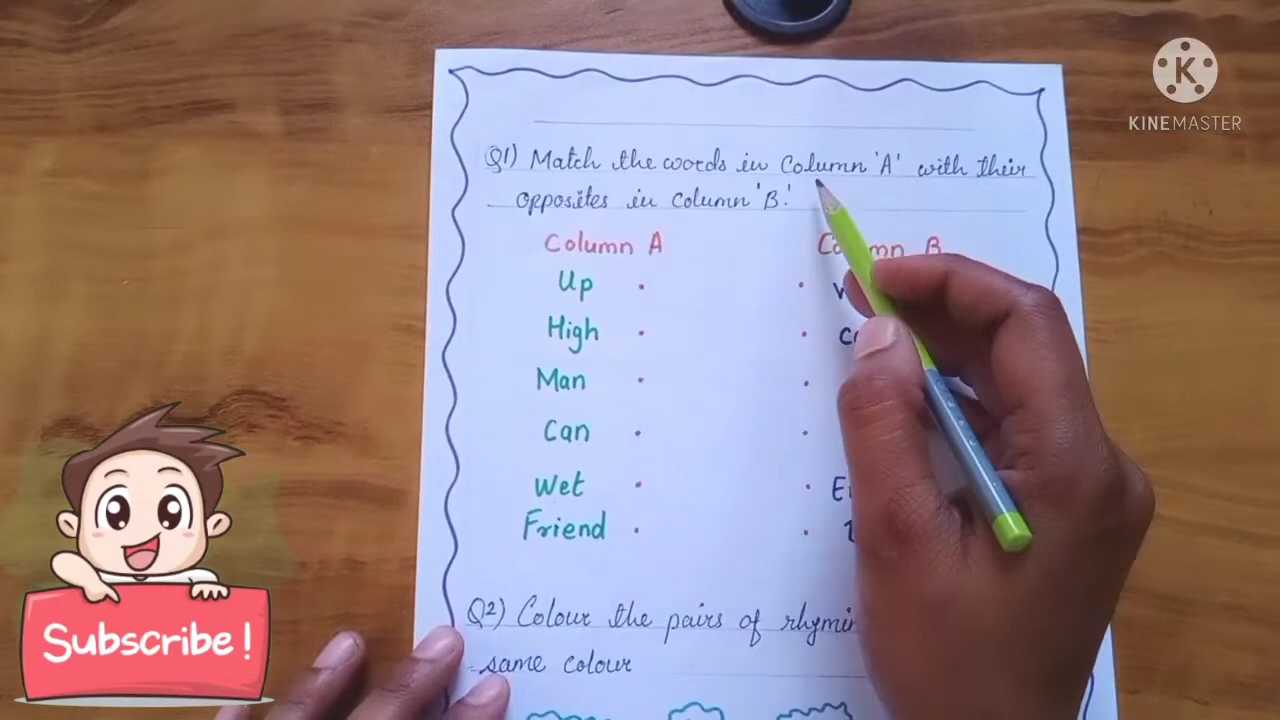 KINEMASTER
Q1) Match the words in Column 'A' with their
opposites in column 'B'.
Column A
Column B
Up
High
Man
Can
Wet
Friend
Q2) Colour the pairs of
same colour
Subscribe!